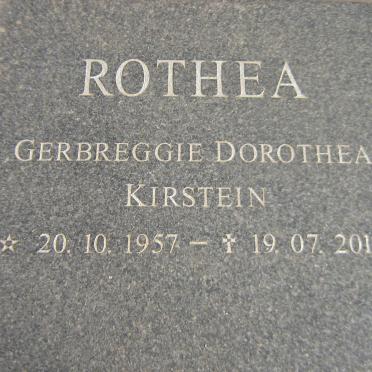 ROTHEA
GERBREGGIE DOROTHEA
KIRSTEIN
☆ 20. 10. 1957 – ✝ 19. 07. 201